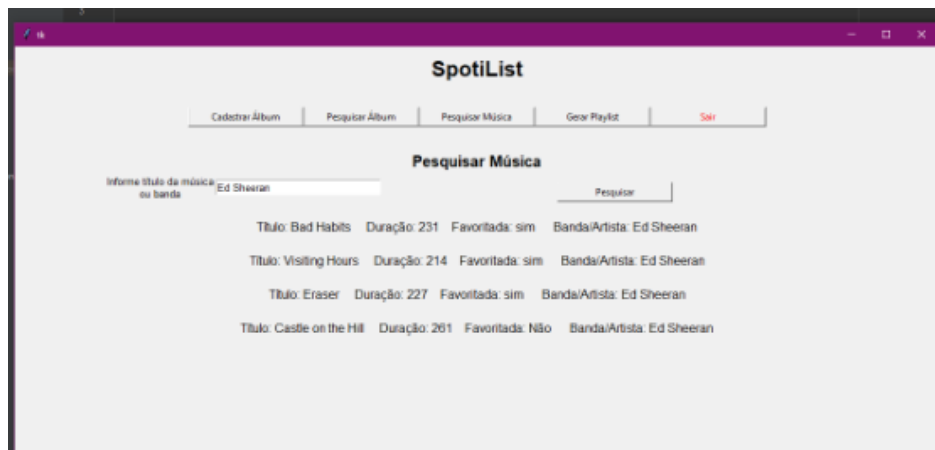 3
tk
SpotiList
Cadastrar Álbum Pesquisar Álbum Pesquisar Música Gerar Playlist Sair
Pesquisar Música
Informe título da música
ou banda
Ed Sheeran
Pesquisar
Título: Bad Habits Duração: 231 Favoritada: sim Banda/Artista: Ed Sheeran
Título: Visiting Hours Duração: 214 Favoritada: sim Banda/Artista: Ed Sheeran
Título: Eraser Duração: 227 Favoritada: sim Banda/Artista: Ed Sheeran
Título: Castle on the Hill Duração: 261 Favoritada: Não Banda/Artista: Ed Sheeran